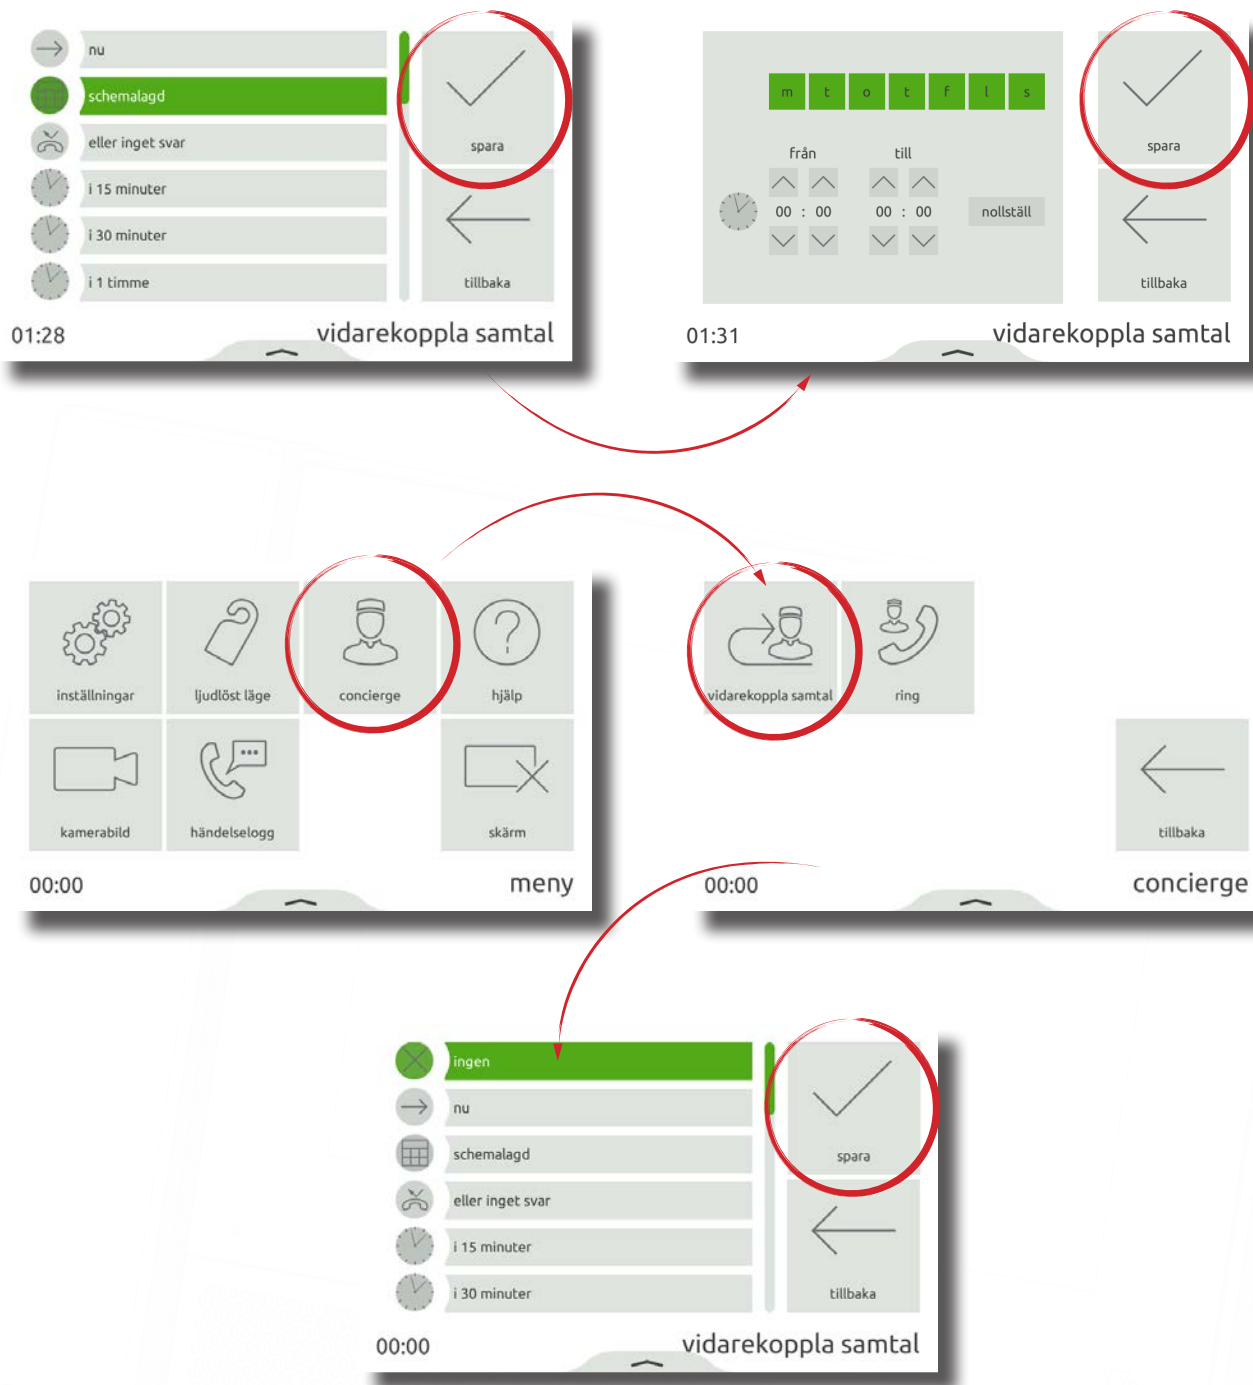 nu
schemalagd
eller inget svar
i 15 minuter
i 30 minuter
i 1 timme
spara
tillbaka
01:28
vidarekoppla samtal
m t o t f l s
från till
00 : 00 00 : 00
nollställ
spara
tillbaka
01:31
vidarekoppla samtal
inställningar
ljudlöst läge
concierge
hjälp
kamerabild
händelselogg
skärm
00:00
meny
vidarekoppla samtal
ring
tillbaka
00:00
concierge
ingen
nu
schemalagd
eller inget svar
i 15 minuter
i 30 minuter
spara
tillbaka
00:00
vidarekoppla samtal